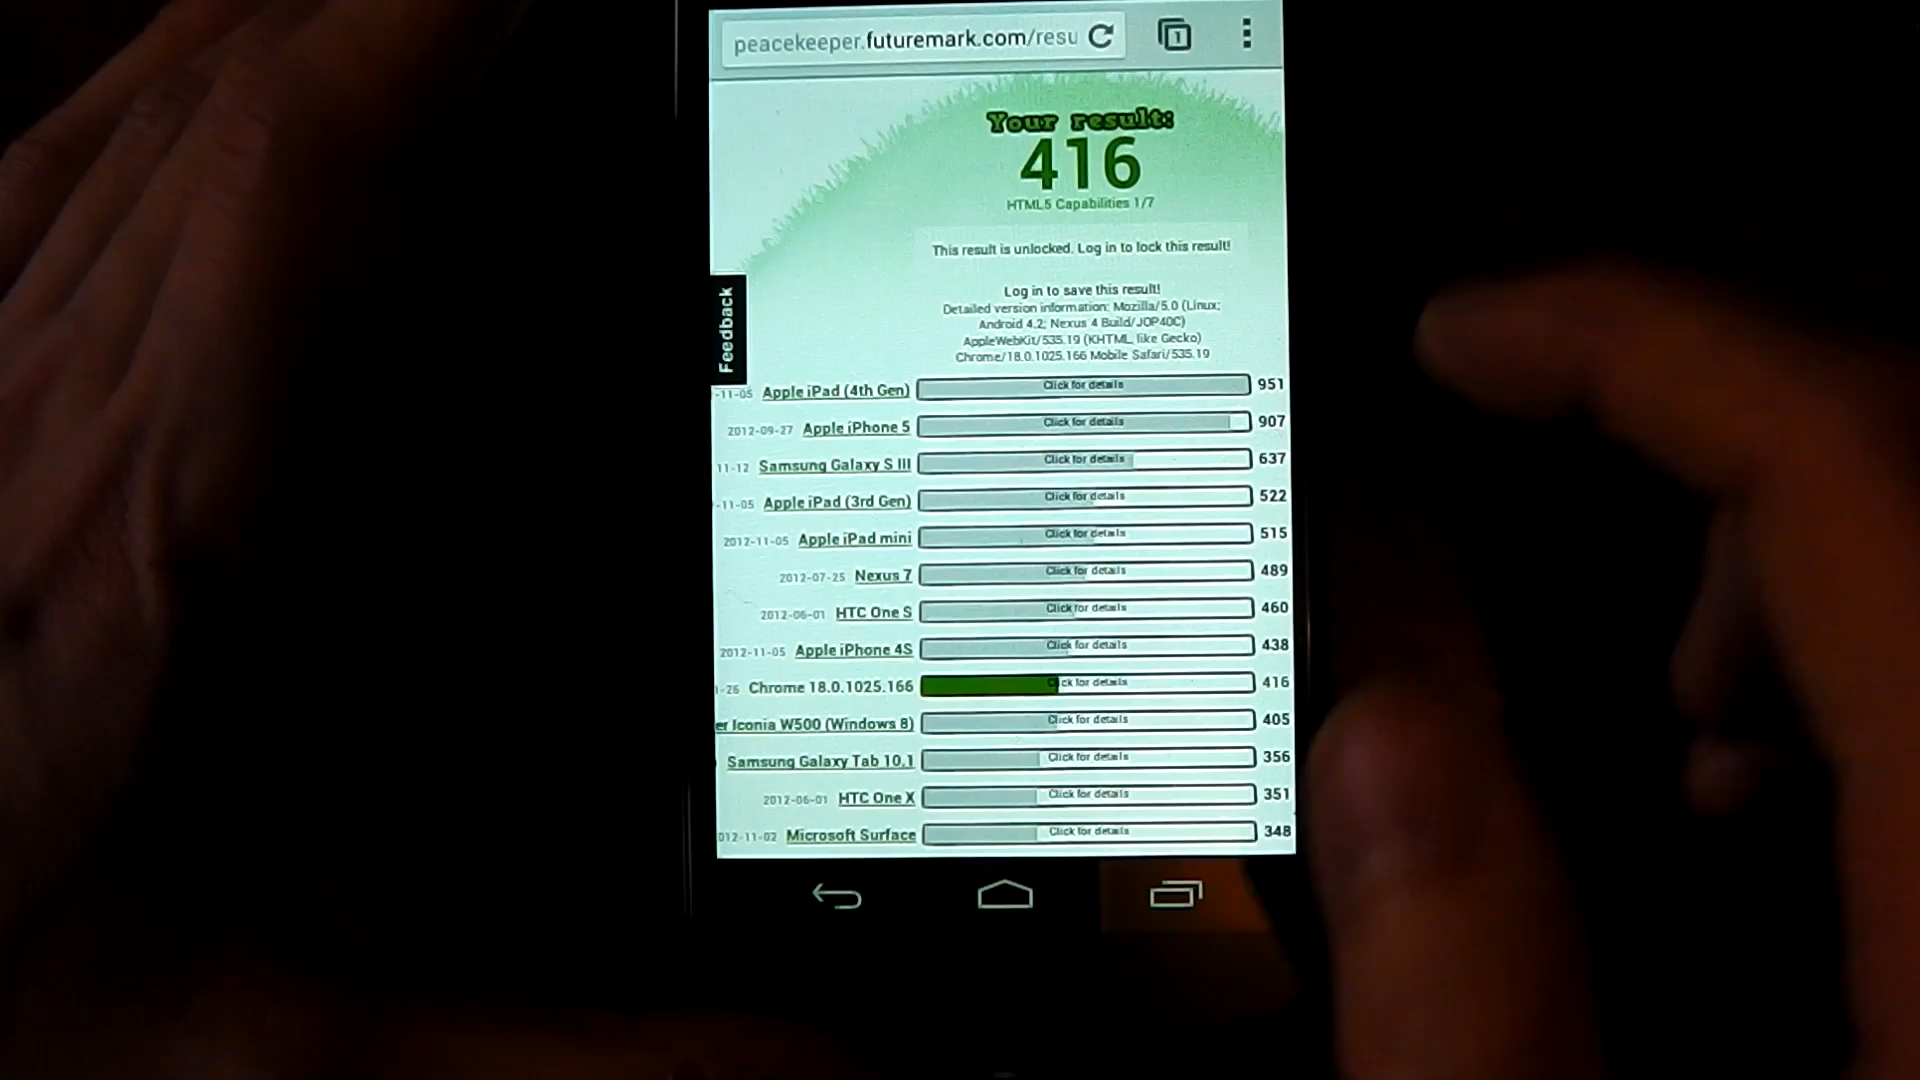 peacekeeper.futuremark.com/resu
1
Your result:
416
HTML5 Capabilities 1/7
This result is unlocked. Log in to lock this result!
Log in to save this result!
Detailed version information: Mozilla/5.0 (Linux;
Android 4.2; Nexus 4 Build/JOP40C)
AppleWebKit/535.19 (KHTML, like Gecko)
Chrome/18.0.1025.166 Mobile Safari/535.19
Feedback
-11-05 Apple iPad (4th Gen) Click for details 951
2012-09-27 Apple iPhone 5 Click for details 907
11-12 Samsung Galaxy S III Click for details 637
-11-05 Apple iPad (3rd Gen) Click for details 522
2012-11-05 Apple iPad mini Click for details 515
2012-07-25 Nexus 7 Click for details 489
2012-06-01 HTC One S Click for details 460
2012-11-05 Apple iPhone 4S Click for details 438
-26 Chrome 18.0.1025.166 Click for details 416
er Iconia W500 (Windows 8) Click for details 405
Samsung Galaxy Tab 10.1 Click for details 356
2012-06-01 HTC One X Click for details 351
012-11-02 Microsoft Surface Click for details 348